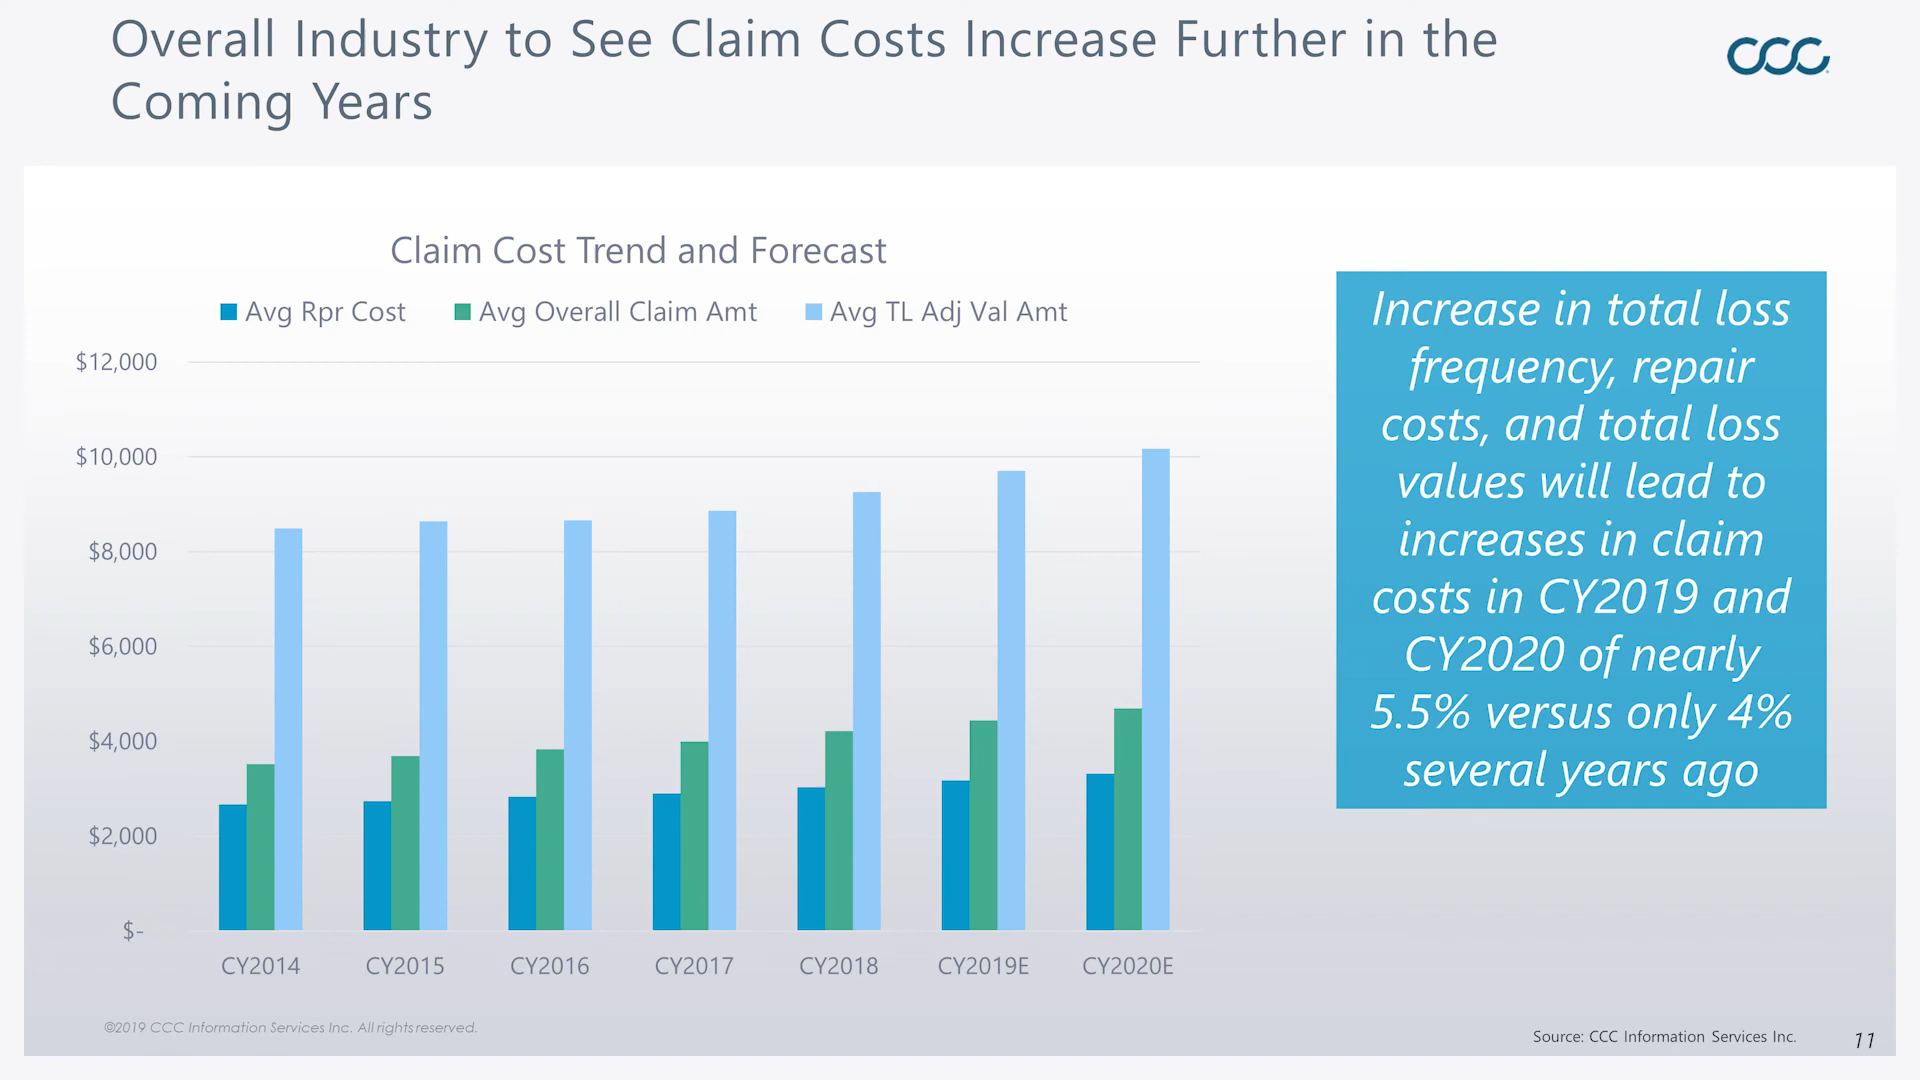 Overall Industry to See Claim Costs Increase Further in the
Coming Years
CCC
Claim Cost Trend and Forecast
Avg Rpr Cost Avg Overall Claim Amt Avg TL Adj Val Amt
$12,000
$10,000
$8,000
$6,000
$4,000
$2,000
$-
CY2014 CY2015 CY2016 CY2017 CY2018 CY2019E CY2020E
Increase in total loss
frequency, repair
costs, and total loss
values will lead to
increases in claim
costs in CY2019 and
CY2020 of nearly
5.5% versus only 4%
several years ago
©2019 CCC Information Services Inc. All rights reserved.
Source: CCC Information Services Inc.
11